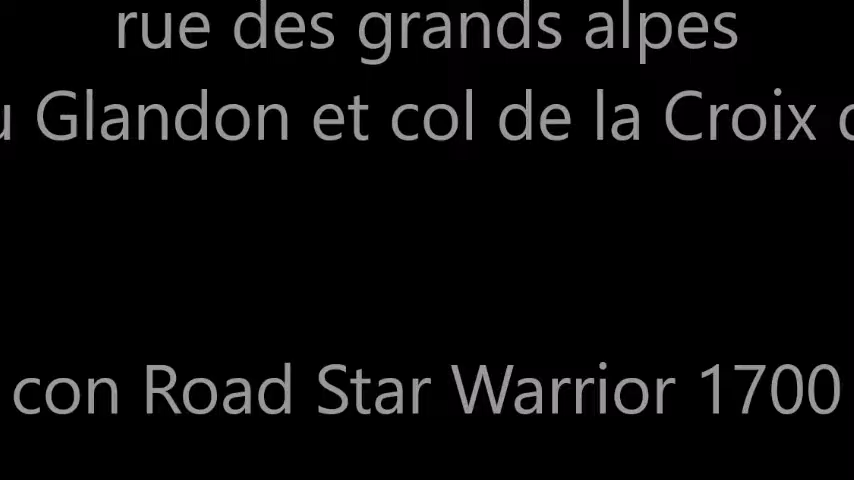 rue des grands alpes
Glandon et col de la Croix
con Road Star Warrior 1700